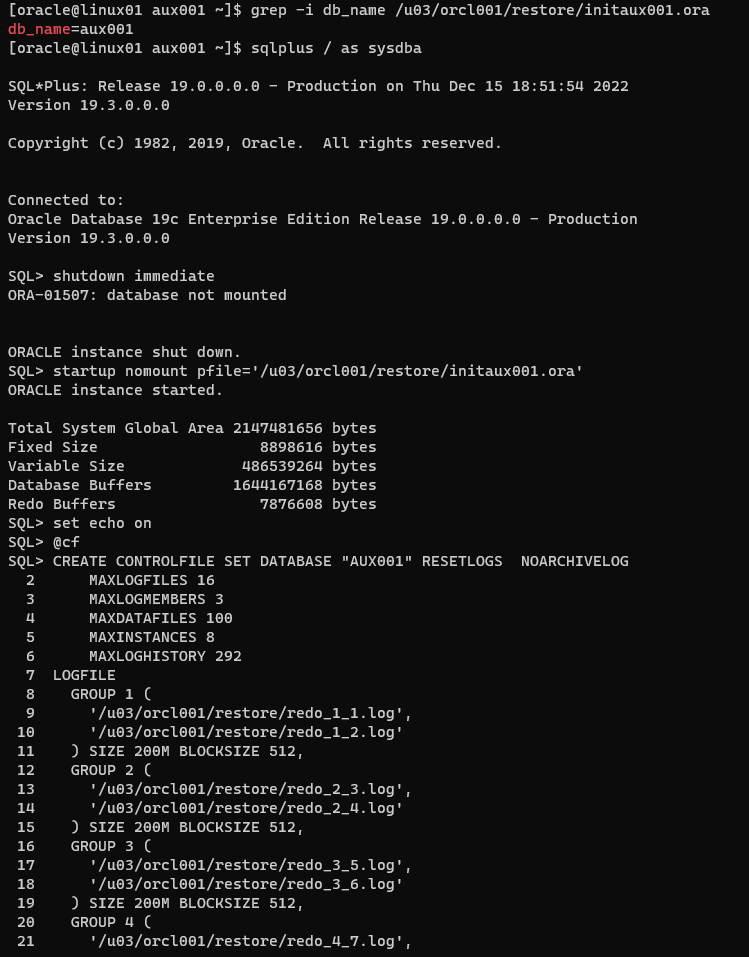 [oracle@linux01 aux001 ~]$ grep -i db_name /u03/orcl001/restore/initaux001.ora
db_name=aux001
[oracle@linux01 aux001 ~]$ sqlplus / as sysdba
SQL*Plus: Release 19.0.0.0.0 - Production on Thu Dec 15 18:51:54 2022
Version 19.3.0.0.0
Copyright (c) 1982, 2019, Oracle.  All rights reserved.
Connected to:
Oracle Database 19c Enterprise Edition Release 19.0.0.0.0 - Production
Version 19.3.0.0.0
SQL> shutdown immediate
ORA-01507: database not mounted
ORACLE instance shut down.
SQL> startup nomount pfile='/u03/orcl001/restore/initaux001.ora'
ORACLE instance started.
Total System Global Area 2147481656 bytes
Fixed Size                  8898616 bytes
Variable Size             486539264 bytes
Database Buffers         1644167168 bytes
Redo Buffers                7876608 bytes
SQL> set echo on
SQL> @cf
SQL> CREATE CONTROLFILE SET DATABASE "AUX001" RESETLOGS  NOARCHIVELOG
  2      MAXLOGFILES 16
  3      MAXLOGMEMBERS 3
  4      MAXDATAFILES 100
  5      MAXINSTANCES 8
  6      MAXLOGHISTORY 292
  7  LOGFILE
  8    GROUP 1 (
  9      '/u03/orcl001/restore/redo_1_1.log',
 10      '/u03/orcl001/restore/redo_1_2.log'
 11    ) SIZE 200M BLOCKSIZE 512,
 12    GROUP 2 (
 13      '/u03/orcl001/restore/redo_2_3.log',
 14      '/u03/orcl001/restore/redo_2_4.log'
 15    ) SIZE 200M BLOCKSIZE 512,
 16    GROUP 3 (
 17      '/u03/orcl001/restore/redo_3_5.log',
 18      '/u03/orcl001/restore/redo_3_6.log'
 19    ) SIZE 200M BLOCKSIZE 512,
 20    GROUP 4 (
 21      '/u03/orcl001/restore/redo_4_7.log',